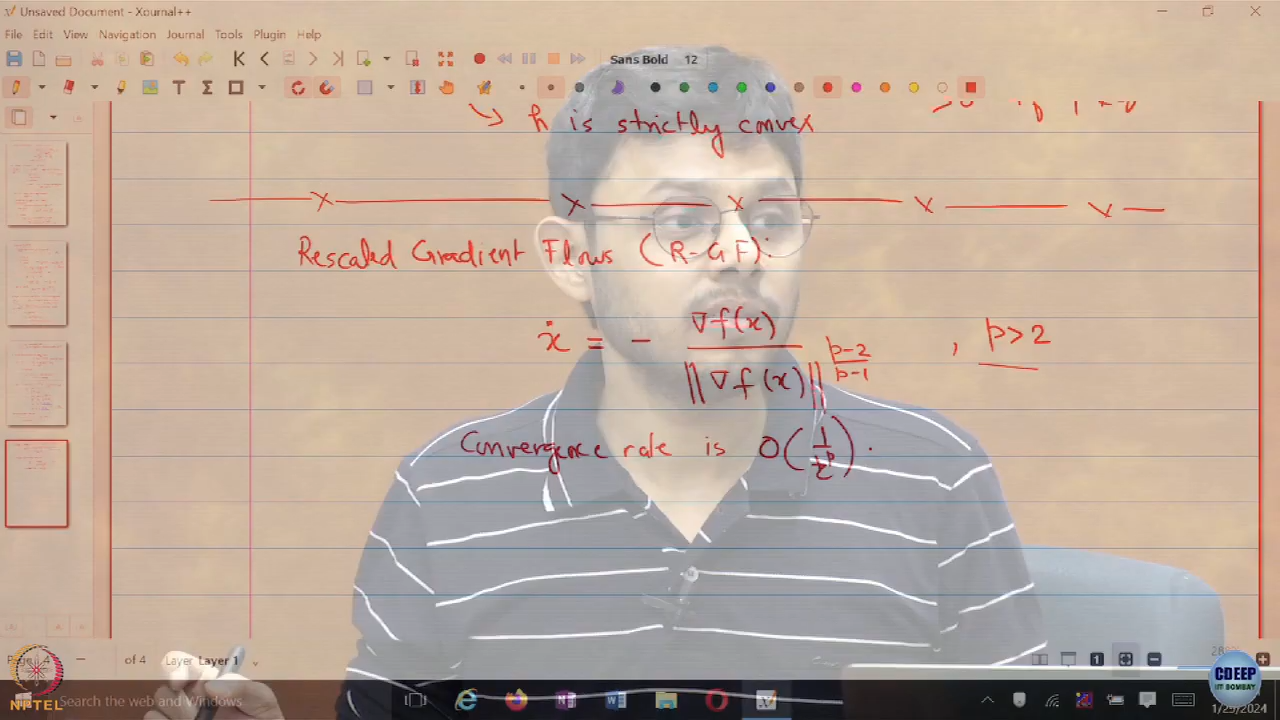 Unsaved Document - Xournal++
File Edit View Navigation Journal Tools Plugin Help
Sans Bold 12
h is strictly convex
Rescaled Gradient Flows (R-GF):
ẋ = - ∇f(x) / ||∇f(x)||^{p-2/p-1} , p>2
Convergence rate is O(1/t^p).
of 4 Layer Layer 1
Search the web and Windows
NPTEL
CDEEP
IIT BOMBAY
1/29/2024